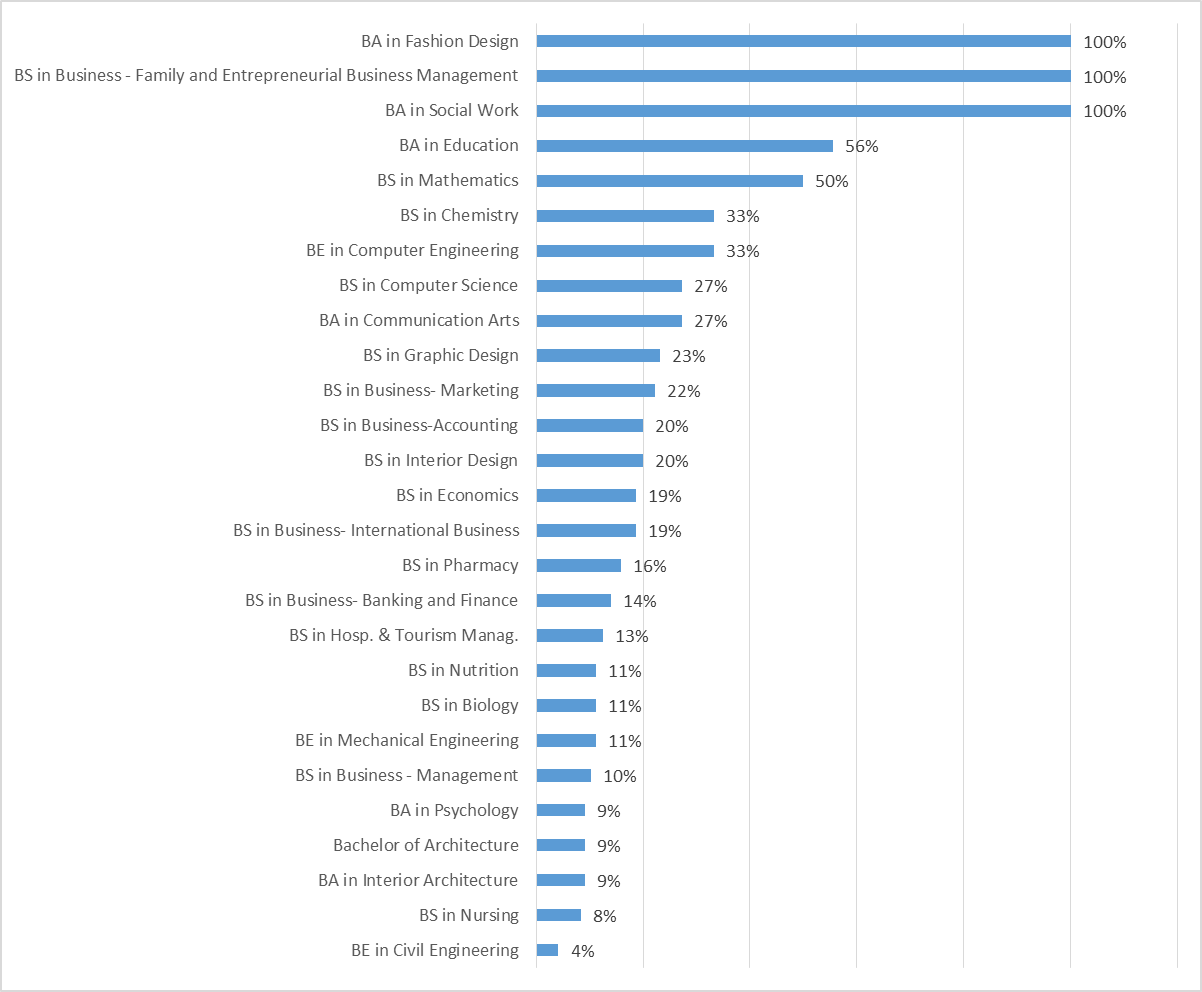 BA in Fashion Design 100%
BS in Business - Family and Entrepreneurial Business Management 100%
BA in Social Work 100%
BA in Education 56%
BS in Mathematics 50%
BS in Chemistry 33%
BE in Computer Engineering 33%
BS in Computer Science 27%
BA in Communication Arts 27%
BS in Graphic Design 23%
BS in Business- Marketing 22%
BS in Business-Accounting 20%
BS in Interior Design 20%
BS in Economics 19%
BS in Business- International Business 19%
BS in Pharmacy 16%
BS in Business- Banking and Finance 14%
BS in Hosp. & Tourism Manag. 13%
BS in Nutrition 11%
BS in Biology 11%
BE in Mechanical Engineering 11%
BS in Business - Management 10%
BA in Psychology 9%
Bachelor of Architecture 9%
BA in Interior Architecture 9%
BS in Nursing 8%
BE in Civil Engineering 4%